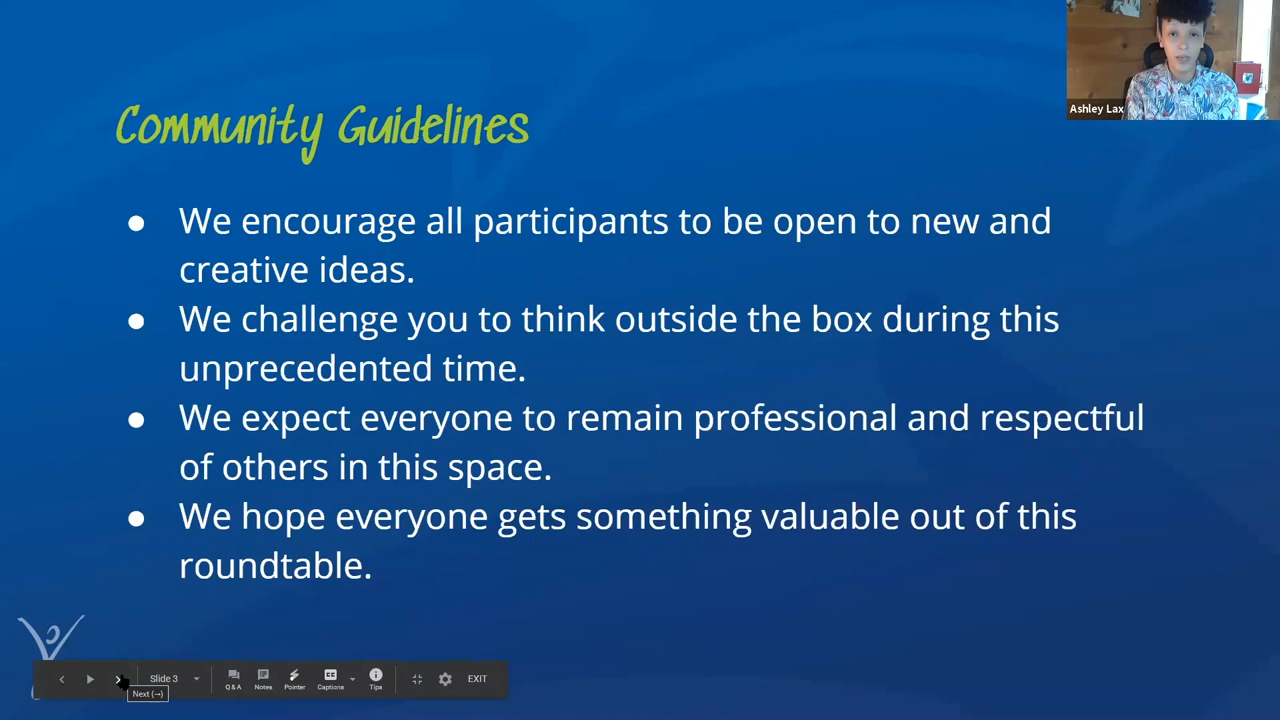 Ashley Lax
Community Guidelines
● We encourage all participants to be open to new and
creative ideas.
● We challenge you to think outside the box during this
unprecedented time.
● We expect everyone to remain professional and respectful
of others in this space.
● We hope everyone gets something valuable out of this
roundtable.
Slide 3
Q & A
Notes
Pointer
CC
Captions
Tips
EXIT
Next (→)